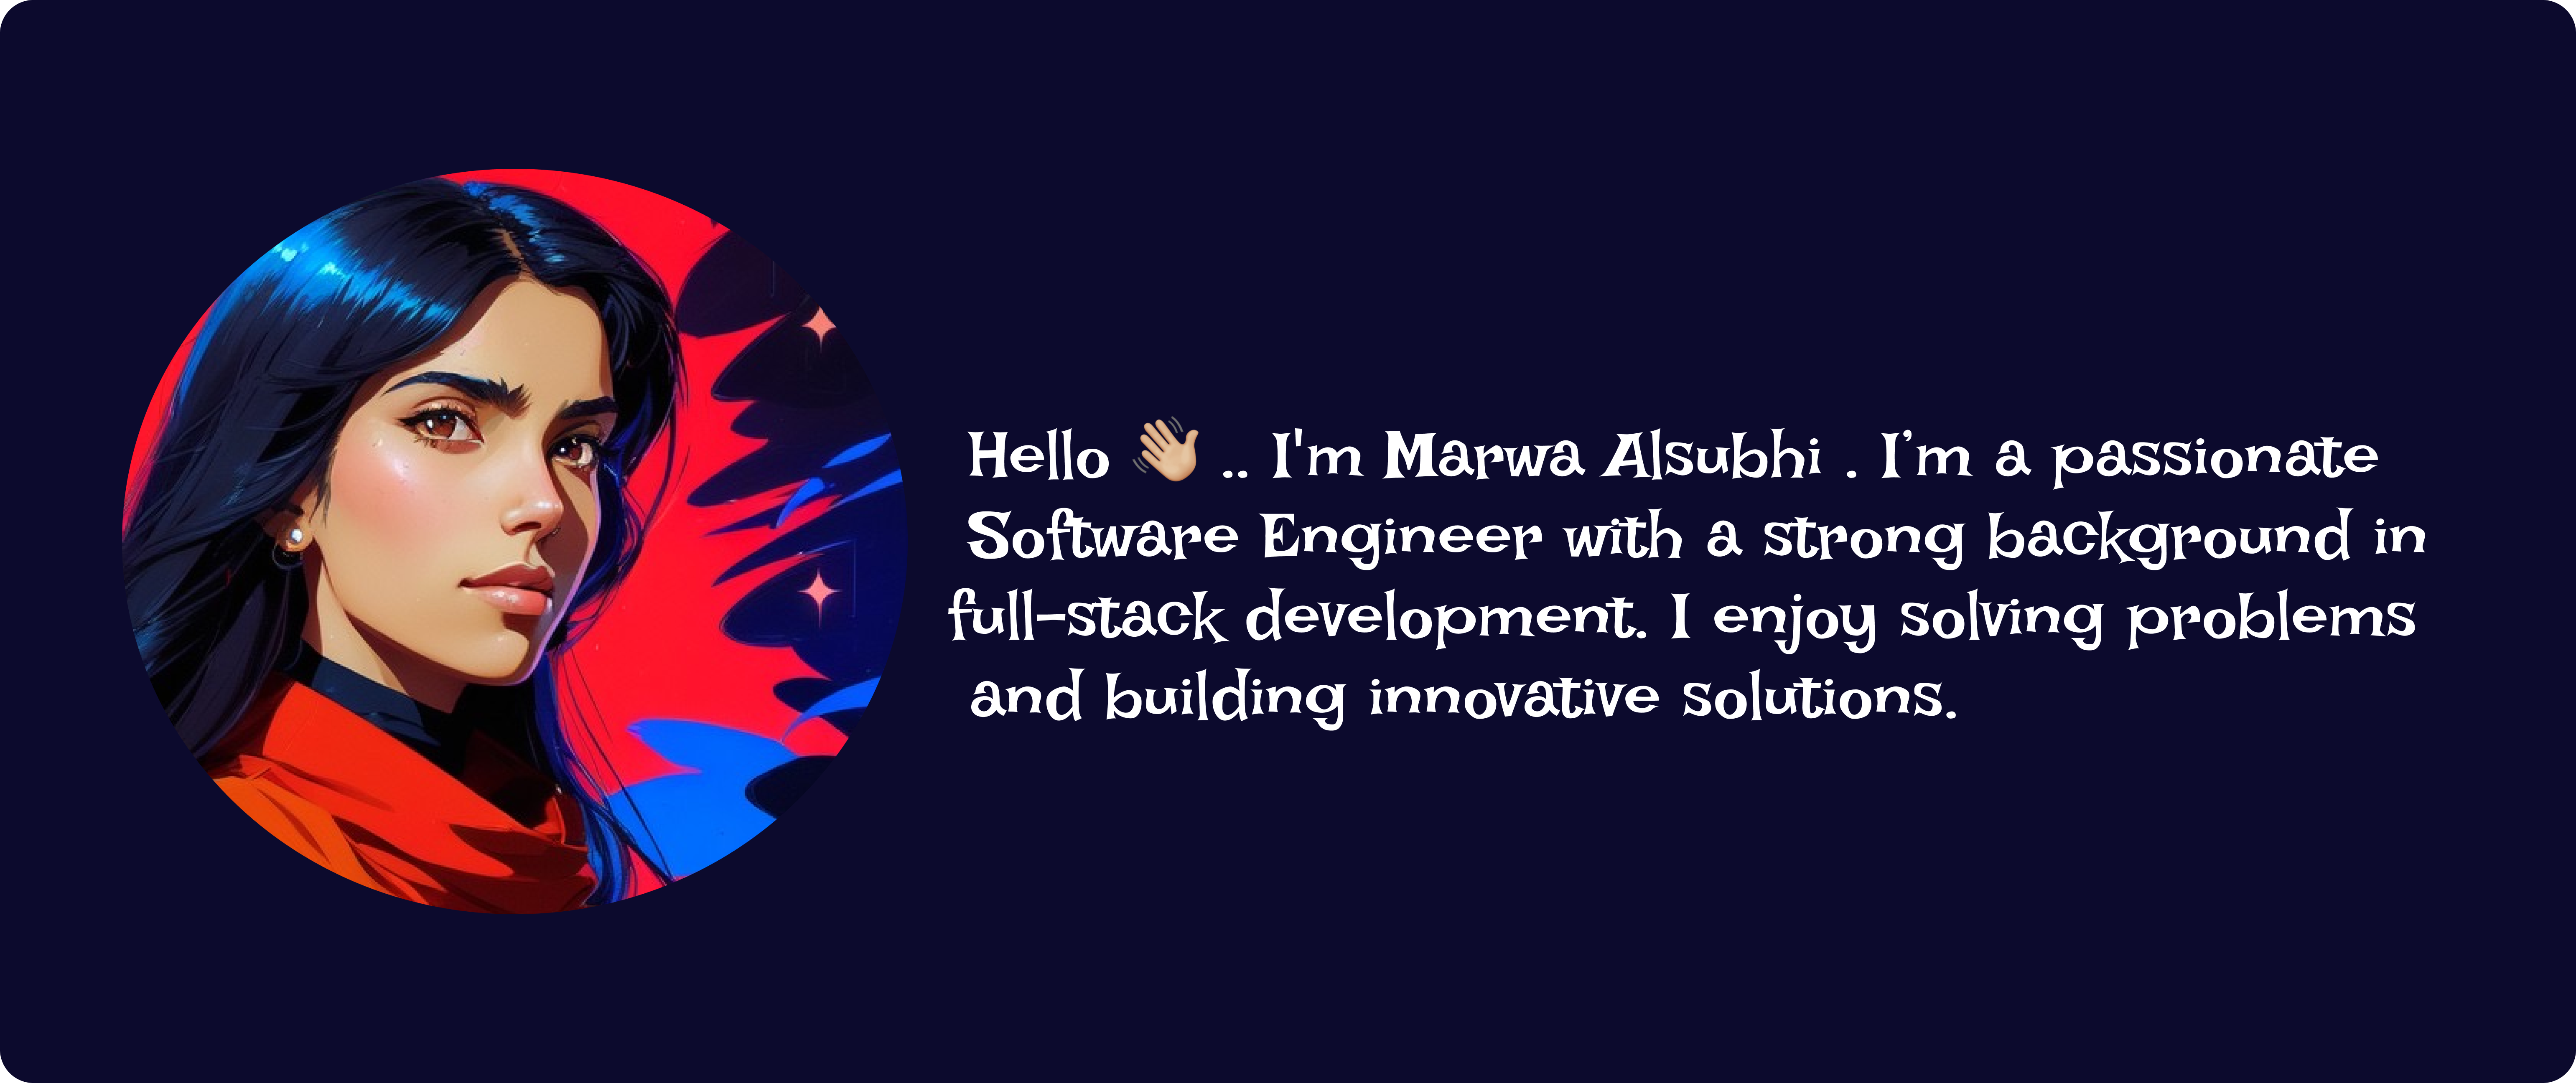 Hello 👋🏼 .. I'm Marwa Alsubhi . I’m a passionate
Software Engineer with a strong background in
full-stack development. I enjoy solving problems
and building innovative solutions.